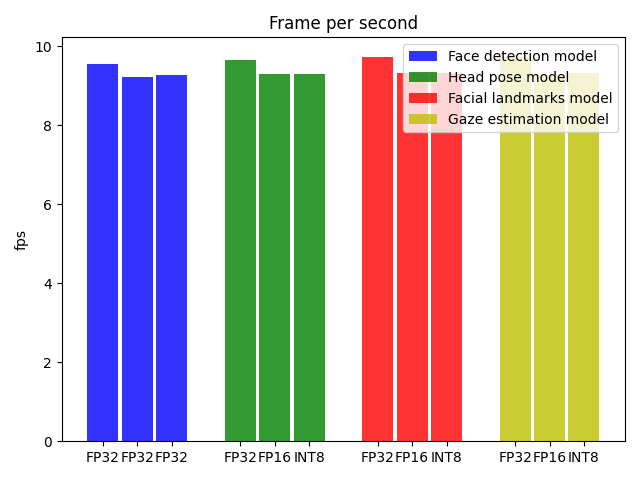 Frame per second
Face detection model
Head pose model
Facial landmarks model
Gaze estimation model
fps
10
8
6
4
2
0
FP32 FP32 FP32 FP32 FP16 INT8 FP32 FP16 INT8 FP32 FP16 INT8